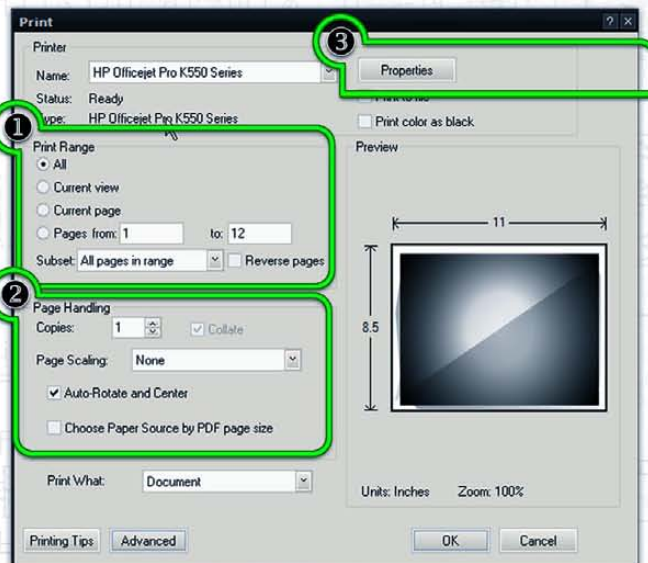 Print
3
Printer
Name: HP Officejet Pro K550 Series Properties
Status: Ready Print to file
1
Type: HP Officejet Pro K550 Series Print color as black
Print Range Preview
All
Current view
Current page
Pages from: 1 to: 12 11
Subset: All pages in range Reverse pages
2
Page Handling
Copies: 1 Collate 8.5
Page Scaling: None
Auto-Rotate and Center
Choose Paper Source by PDF page size
Print What: Document
Units: Inches Zoom: 100%
Printing Tips Advanced OK Cancel